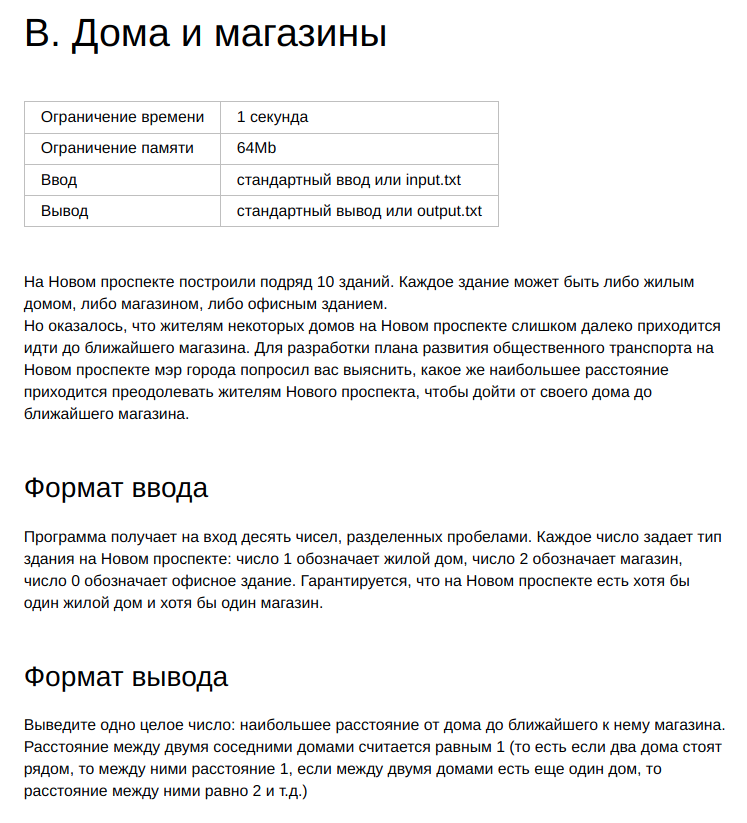 В. Дома и магазины
Ограничение времени 1 секунда
Ограничение памяти 64Mb
Ввод стандартный ввод или input.txt
Вывод стандартный вывод или output.txt
На Новом проспекте построили подряд 10 зданий. Каждое здание может быть либо жилым
домом, либо магазином, либо офисным зданием.
Но оказалось, что жителям некоторых домов на Новом проспекте слишком далеко приходится
идти до ближайшего магазина. Для разработки плана развития общественного транспорта на
Новом проспекте мэр города попросил вас выяснить, какое же наибольшее расстояние
приходится преодолевать жителям Нового проспекта, чтобы дойти от своего дома до
ближайшего магазина.
Формат ввода
Программа получает на вход десять чисел, разделенных пробелами. Каждое число задает тип
здания на Новом проспекте: число 1 обозначает жилой дом, число 2 обозначает магазин,
число 0 обозначает офисное здание. Гарантируется, что на Новом проспекте есть хотя бы
один жилой дом и хотя бы один магазин.
Формат вывода
Выведите одно целое число: наибольшее расстояние от дома до ближайшего к нему магазина.
Расстояние между двумя соседними домами считается равным 1 (то есть если два дома стоят
рядом, то между ними расстояние 1, если между двумя домами есть еще один дом, то
расстояние между ними равно 2 и т.д.)